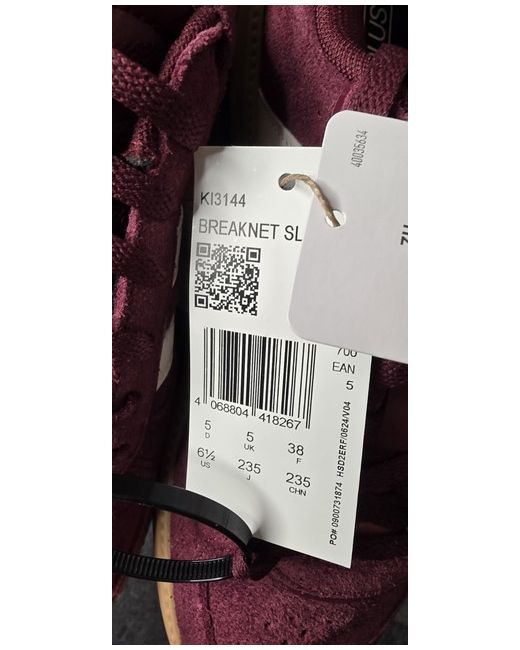 LUS
40035634
KI3144
BREAKNET SL
700
EAN
5
4 068804 418267
5 5 38
D UK F
6½ 235 235
US J CHN
PO# 0900731874 HSD2ERF/0624/V04